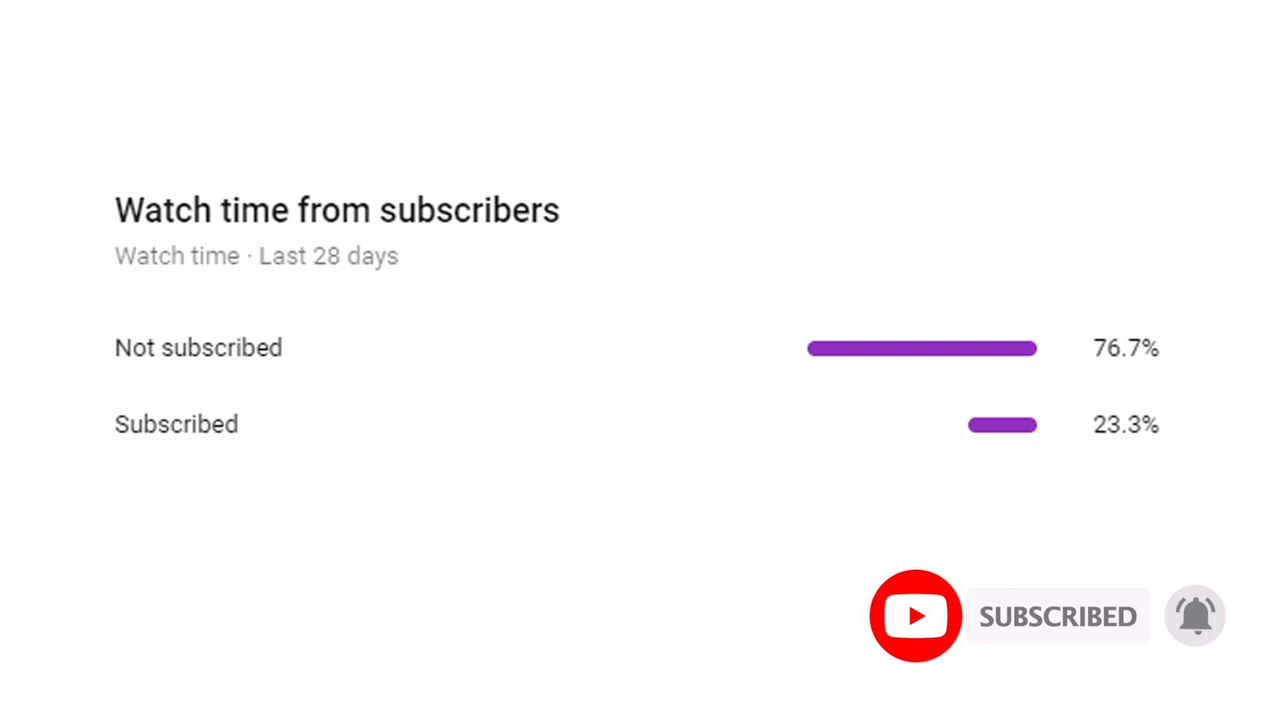 Watch time from subscribers
Watch time · Last 28 days
Not subscribed 76.7%
Subscribed 23.3%
SUBSCRIBED